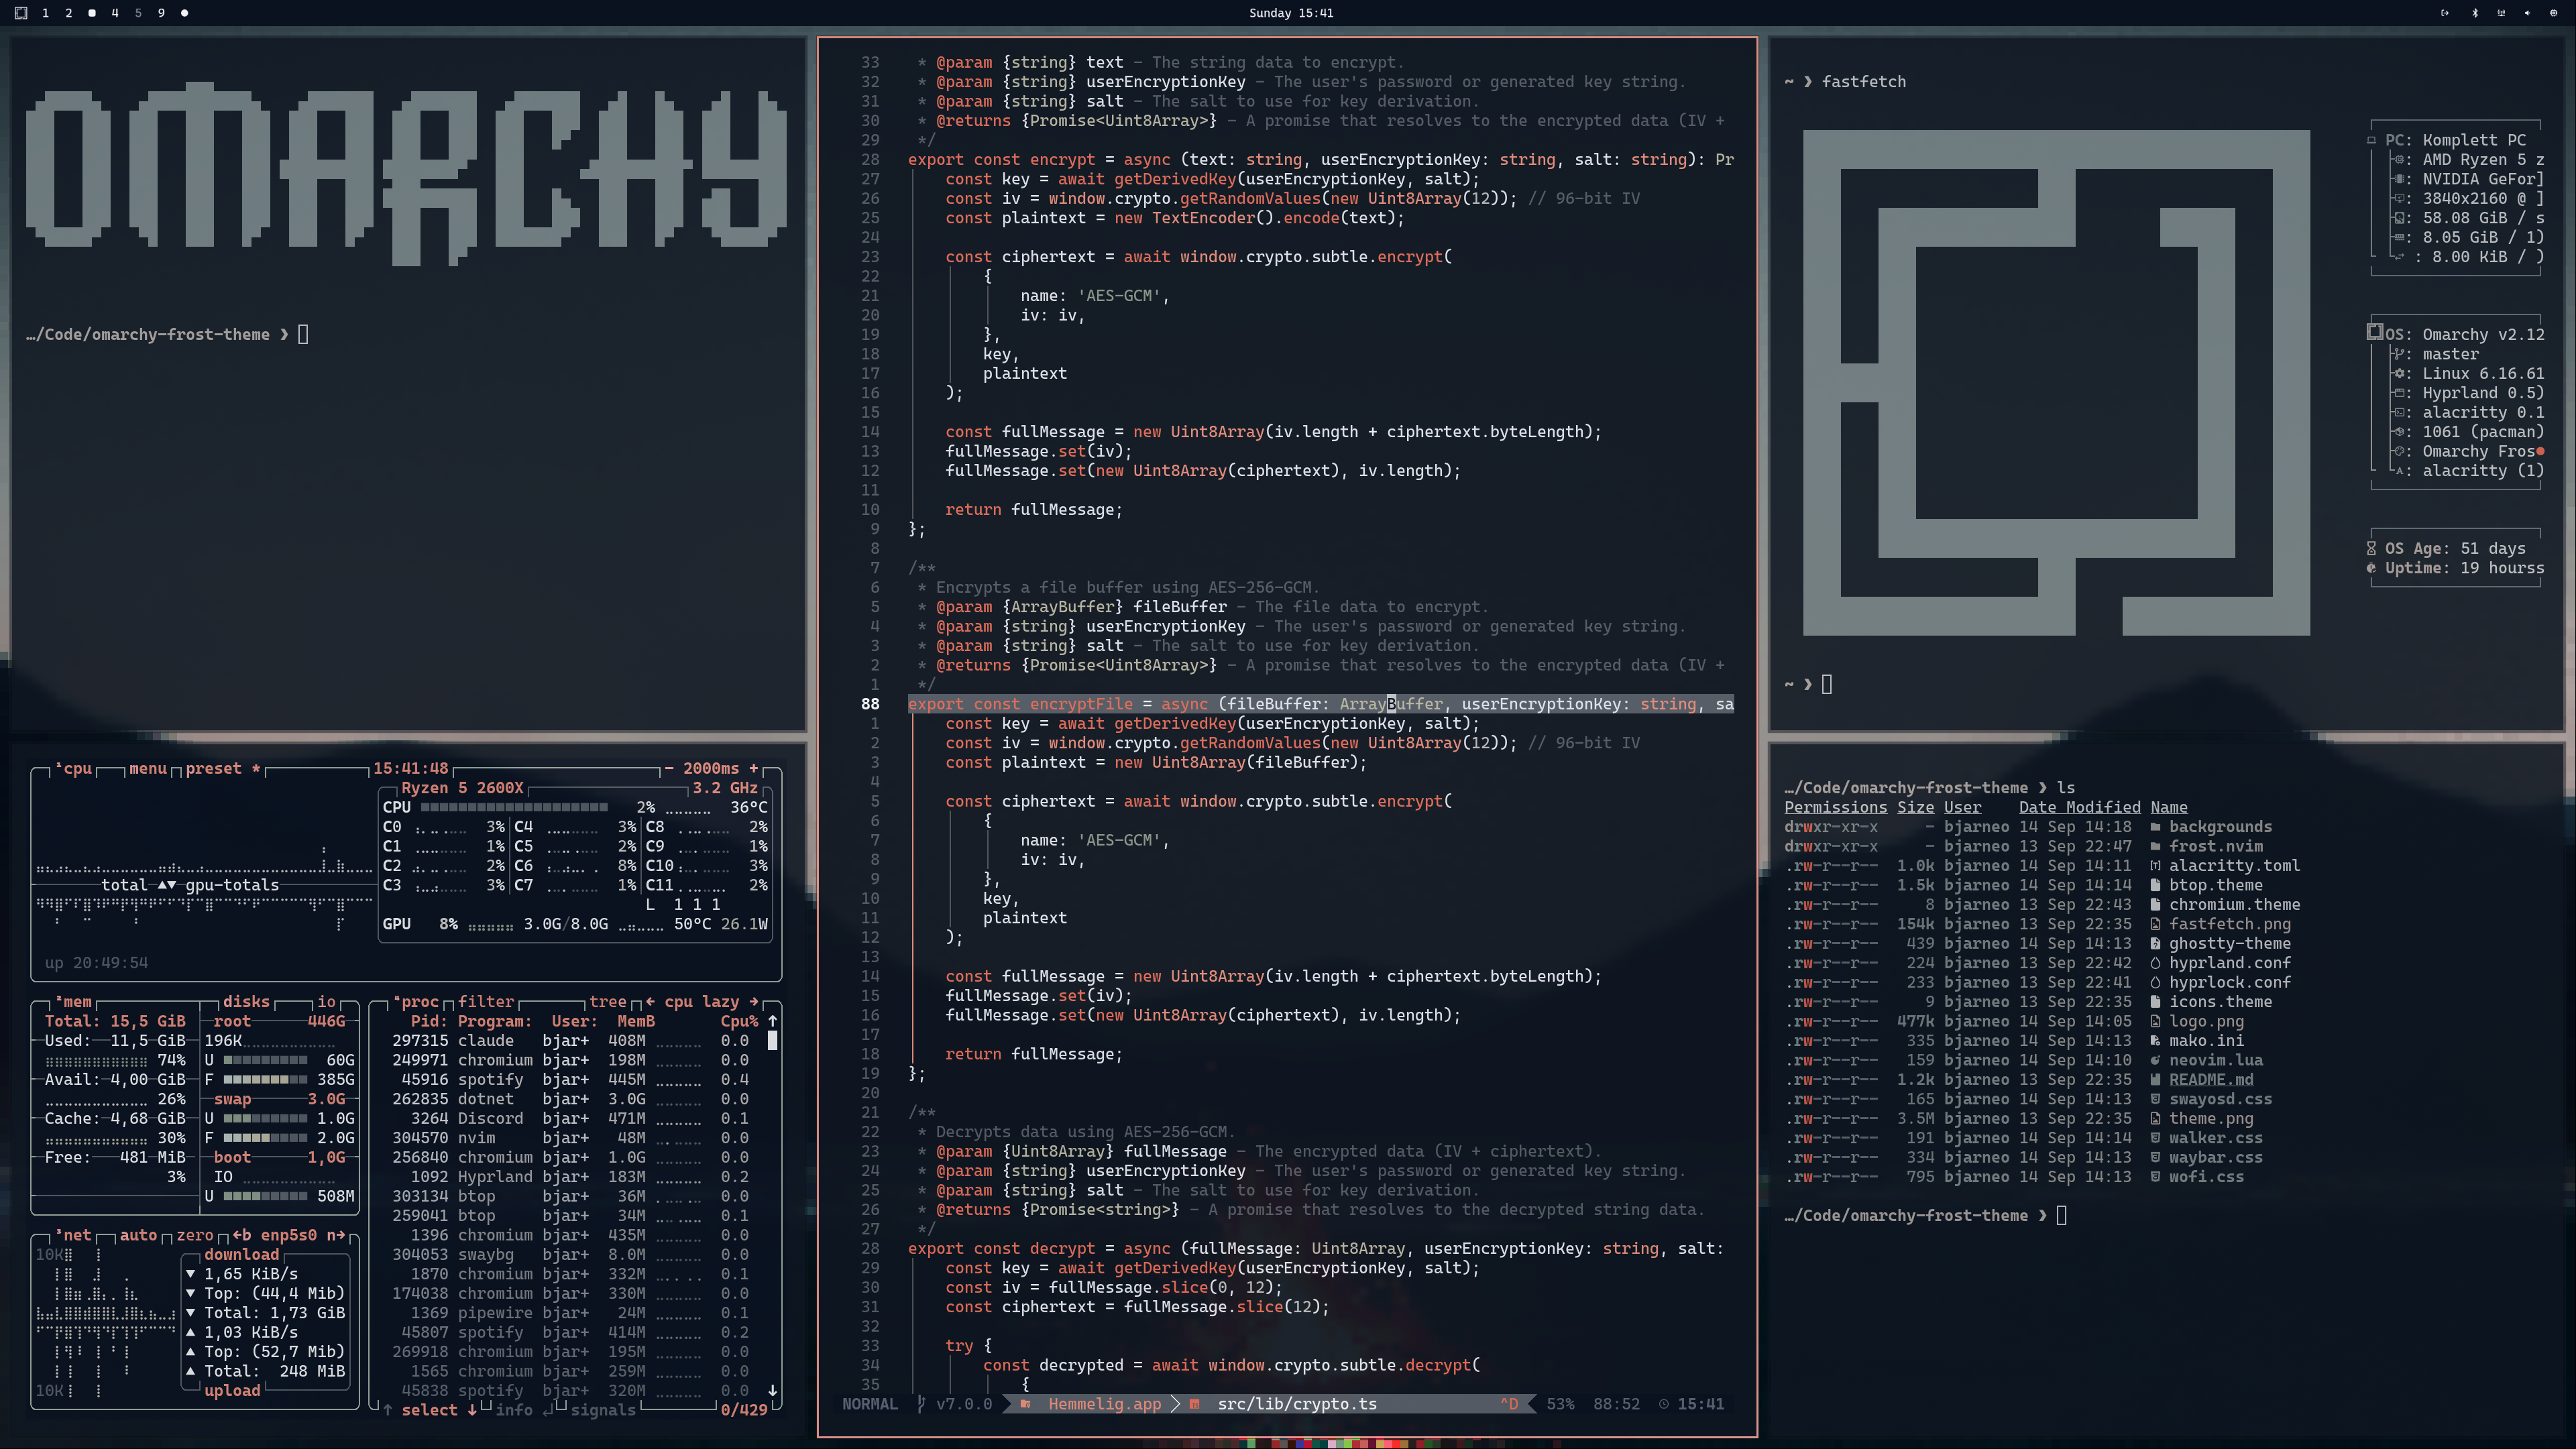 1 2 4 5 9
Sunday 15:41
OMARCHY
…/Code/omarchy-frost-theme ❯
¹cpu menu preset * 15:41:48 - 2000ms +
Ryzen 5 2600X 3.2 GHz
CPU 2% 36°C
C0 3% C4 3% C8 2%
C1 1% C5 2% C9 1%
C2 2% C6 8% C10 3%
C3 3% C7 1% C11 2%
total ▲▼ gpu-totals
L 1 1 1
GPU 8% 3.0G/8.0G 50°C 26.1W
up 20:49:54
²mem disks io
Total: 15,5 GiB root 446G
Used: 11,5 GiB 196K
74% U 60G
Avail: 4,00 GiB F 385G
26% swap 3.0G
Cache: 4,68 GiB U 1.0G
30% F 2.0G
Free: 481 MiB boot 1,0G
3% IO
U 508M
³net auto zero ←b enp5s0 n→
10K download
▼ 1,65 KiB/s
▼ Top: (44,4 Mib)
▼ Total: 1,73 GiB
▲ 1,03 KiB/s
▲ Top: (52,7 Mib)
▲ Total: 248 MiB
10K upload
⁴proc filter tree ← cpu lazy →
Pid: Program: User: MemB Cpu% ↑
297315 claude bjar+ 408M 0.0
249971 chromium bjar+ 198M 0.0
45916 spotify bjar+ 445M 0.4
262835 dotnet bjar+ 3.0G 0.0
3264 Discord bjar+ 471M 0.1
304570 nvim bjar+ 48M 0.0
256840 chromium bjar+ 1.0G 0.0
1092 Hyprland bjar+ 183M 0.2
303134 btop bjar+ 36M 0.0
259041 btop bjar+ 34M 0.1
1396 chromium bjar+ 435M 0.0
304053 swaybg bjar+ 8.0M 0.0
1870 chromium bjar+ 332M 0.1
174038 chromium bjar+ 330M 0.0
1369 pipewire bjar+ 24M 0.1
45807 spotify bjar+ 414M 0.2
269918 chromium bjar+ 195M 0.0
1565 chromium bjar+ 259M 0.0
45838 spotify bjar+ 320M 0.0 ↓
↑ select ↓ info ↲ signals 0/429
33 * @param {string} text - The string data to encrypt.
32 * @param {string} userEncryptionKey - The user's password or generated key string.
31 * @param {string} salt - The salt to use for key derivation.
30 * @returns {Promise<Uint8Array>} - A promise that resolves to the encrypted data (IV +
29 */
28 export const encrypt = async (text: string, userEncryptionKey: string, salt: string): Pr
27 const key = await getDerivedKey(userEncryptionKey, salt);
26 const iv = window.crypto.getRandomValues(new Uint8Array(12)); // 96-bit IV
25 const plaintext = new TextEncoder().encode(text);
24
23 const ciphertext = await window.crypto.subtle.encrypt(
22 {
21 name: 'AES-GCM',
20 iv: iv,
19 },
18 key,
17 plaintext
16 );
15
14 const fullMessage = new Uint8Array(iv.length + ciphertext.byteLength);
13 fullMessage.set(iv);
12 fullMessage.set(new Uint8Array(ciphertext), iv.length);
11
10 return fullMessage;
9 };
8
7 /**
6 * Encrypts a file buffer using AES-256-GCM.
5 * @param {ArrayBuffer} fileBuffer - The file data to encrypt.
4 * @param {string} userEncryptionKey - The user's password or generated key string.
3 * @param {string} salt - The salt to use for key derivation.
2 * @returns {Promise<Uint8Array>} - A promise that resolves to the encrypted data (IV +
1 */
88 export const encryptFile = async (fileBuffer: ArrayBuffer, userEncryptionKey: string, sa
1 const key = await getDerivedKey(userEncryptionKey, salt);
2 const iv = window.crypto.getRandomValues(new Uint8Array(12)); // 96-bit IV
3 const plaintext = new Uint8Array(fileBuffer);
4
5 const ciphertext = await window.crypto.subtle.encrypt(
6 {
7 name: 'AES-GCM',
8 iv: iv,
9 },
10 key,
11 plaintext
12 );
13
14 const fullMessage = new Uint8Array(iv.length + ciphertext.byteLength);
15 fullMessage.set(iv);
16 fullMessage.set(new Uint8Array(ciphertext), iv.length);
17
18 return fullMessage;
19 };
20
21 /**
22 * Decrypts data using AES-256-GCM.
23 * @param {Uint8Array} fullMessage - The encrypted data (IV + ciphertext).
24 * @param {string} userEncryptionKey - The user's password or generated key string.
25 * @param {string} salt - The salt to use for key derivation.
26 * @returns {Promise<string>} - A promise that resolves to the decrypted string data.
27 */
28 export const decrypt = async (fullMessage: Uint8Array, userEncryptionKey: string, salt:
29 const key = await getDerivedKey(userEncryptionKey, salt);
30 const iv = fullMessage.slice(0, 12);
31 const ciphertext = fullMessage.slice(12);
32
33 try {
34 const decrypted = await window.crypto.subtle.decrypt(
35 {
NORMAL v7.0.0 Hemmelig.app src/lib/crypto.ts ^D 53% 88:52 15:41
~ ❯ fastfetch
PC: Komplett PC
: AMD Ryzen 5 z
: NVIDIA GeFor]
: 3840x2160 @ ]
: 58.08 GiB / s
: 8.05 GiB / 1)
: 8.00 KiB / )
OS: Omarchy v2.12
: master
: Linux 6.16.61
: Hyprland 0.5)
: alacritty 0.1
: 1061 (pacman)
: Omarchy Fros
A: alacritty (1)
OS Age: 51 days
Uptime: 19 hourss
~ ❯
…/Code/omarchy-frost-theme ❯ ls
Permissions Size User Date Modified Name
drwxr-xr-x - bjarneo 14 Sep 14:18 backgrounds
drwxr-xr-x - bjarneo 13 Sep 22:47 frost.nvim
.rw-r--r-- 1.0k bjarneo 14 Sep 14:11 alacritty.toml
.rw-r--r-- 1.5k bjarneo 14 Sep 14:14 btop.theme
.rw-r--r-- 8 bjarneo 13 Sep 22:43 chromium.theme
.rw-r--r-- 154k bjarneo 13 Sep 22:35 fastfetch.png
.rw-r--r-- 439 bjarneo 14 Sep 14:13 ghostty-theme
.rw-r--r-- 224 bjarneo 13 Sep 22:42 hyprland.conf
.rw-r--r-- 233 bjarneo 13 Sep 22:41 hyprlock.conf
.rw-r--r-- 9 bjarneo 13 Sep 22:35 icons.theme
.rw-r--r-- 477k bjarneo 14 Sep 14:05 logo.png
.rw-r--r-- 335 bjarneo 14 Sep 14:13 mako.ini
.rw-r--r-- 159 bjarneo 14 Sep 14:10 neovim.lua
.rw-r--r-- 1.2k bjarneo 13 Sep 22:35 README.md
.rw-r--r-- 165 bjarneo 14 Sep 14:13 swayosd.css
.rw-r--r-- 3.5M bjarneo 13 Sep 22:35 theme.png
.rw-r--r-- 191 bjarneo 14 Sep 14:14 walker.css
.rw-r--r-- 334 bjarneo 14 Sep 14:13 waybar.css
.rw-r--r-- 795 bjarneo 14 Sep 14:13 wofi.css
…/Code/omarchy-frost-theme ❯